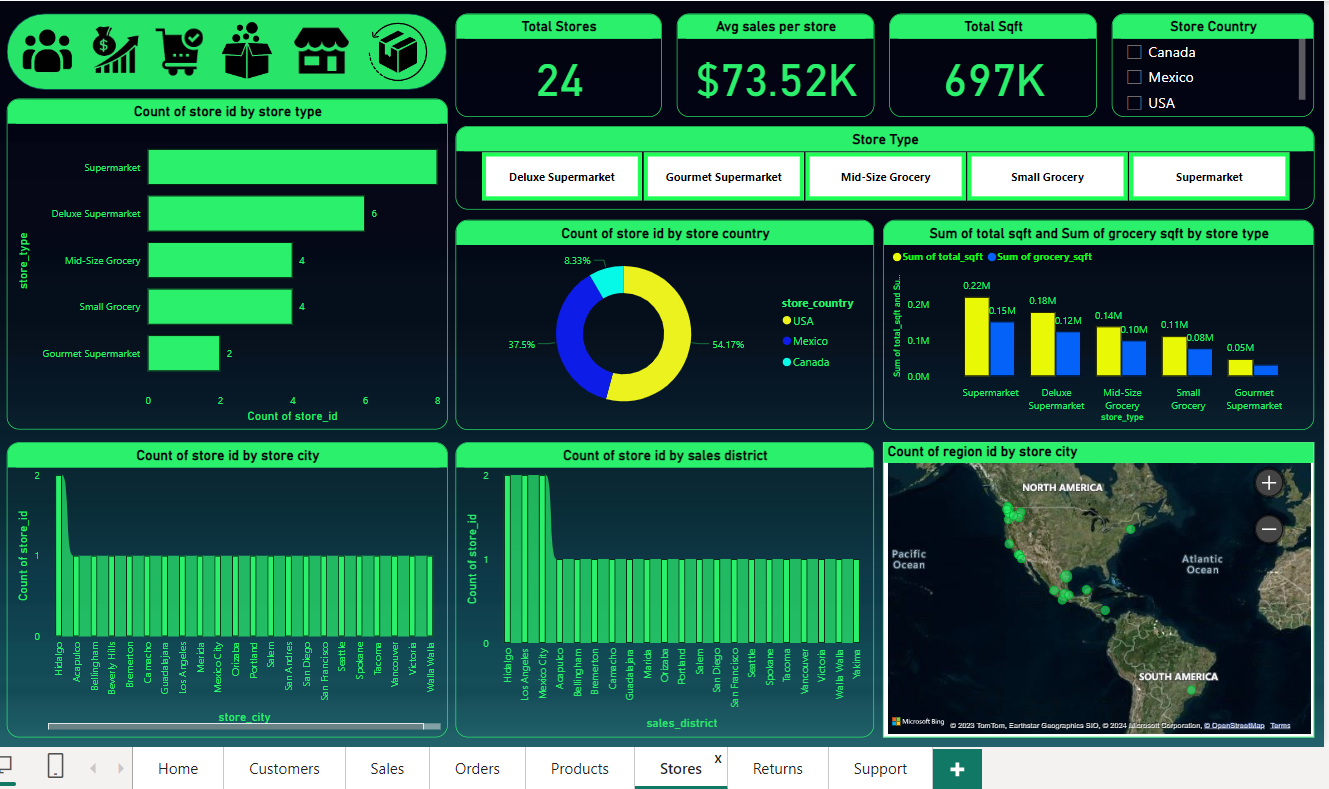 Total Stores
24
Avg sales per store
$73.52K
Total Sqft
697K
Store Country
Canada
Mexico
USA
Count of store id by store type
store_type
Supermarket
Deluxe Supermarket
6
Mid-Size Grocery
4
Small Grocery
4
Gourmet Supermarket
2
0
2
4
6
8
Count of store_id
Store Type
Deluxe Supermarket
Gourmet Supermarket
Mid-Size Grocery
Small Grocery
Supermarket
Count of store id by store country
8.33%
37.5%
54.17%
store_country
USA
Mexico
Canada
Sum of total sqft and Sum of grocery sqft by store type
Sum of total_sqft
Sum of grocery_sqft
Sum of total_sqft and Su...
0.2M
0.1M
0.0M
0.22M
0.15M
0.18M
0.12M
0.14M
0.10M
0.11M
0.08M
0.05M
Supermarket
Deluxe
Supermarket
Mid-Size
Grocery
Small
Grocery
Gourmet
Supermarket
store_type
Count of store id by store city
Count of store_id
2
1
0
Hidalgo
Acapulco
Bellingham
Beverly Hills
Bremerton
Camacho
Guadalajara
Los Angeles
Merida
Mexico City
Orizaba
Portland
Salem
San Andres
San Diego
San Francisco
Seattle
Spokane
Tacoma
Vancouver
Victoria
Walla Walla
store_city
Count of store id by sales district
Count of store_id
2
1
0
Hidalgo
Los Angeles
Mexico City
Acapulco
Bellingham
Bremerton
Camacho
Guadalajara
Marida
Orizaba
Portland
Salem
San Diego
San Francisco
Seattle
Spokane
Tacoma
Vancouver
Victoria
Walla Walla
Yakima
sales_district
Count of region id by store city
NORTH AMERICA
Pacific
Ocean
Atlantic
Ocean
SOUTH AMERICA
+
−
Microsoft Bing
© 2023 TomTom, Earthstar Geographics SIO, © 2024 Microsoft Corporation, © OpenStreetMap Terms
Home
Customers
Sales
Orders
Products
Stores
x
Returns
Support
+